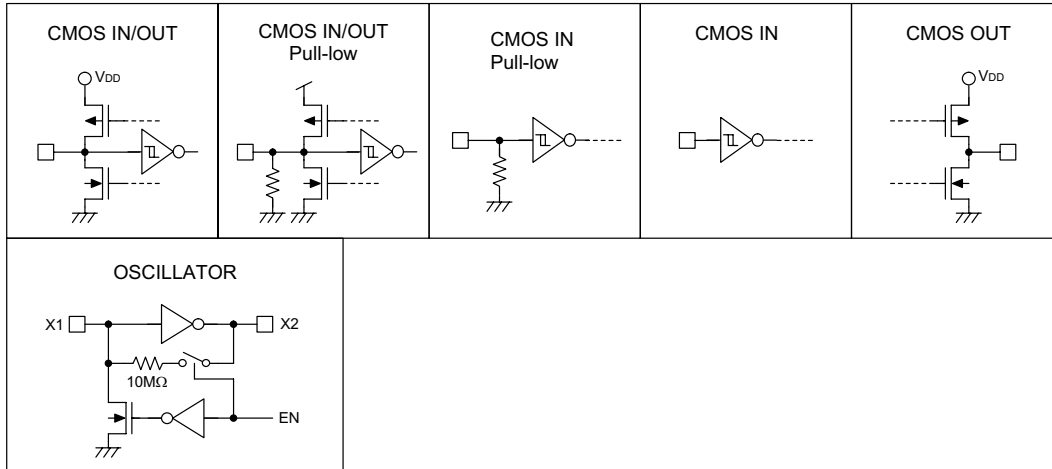 CMOS IN/OUT
VDD
CMOS IN/OUT
Pull-low
CMOS IN
Pull-low
CMOS IN
CMOS OUT
VDD
OSCILLATOR
X1
X2
10MΩ
EN